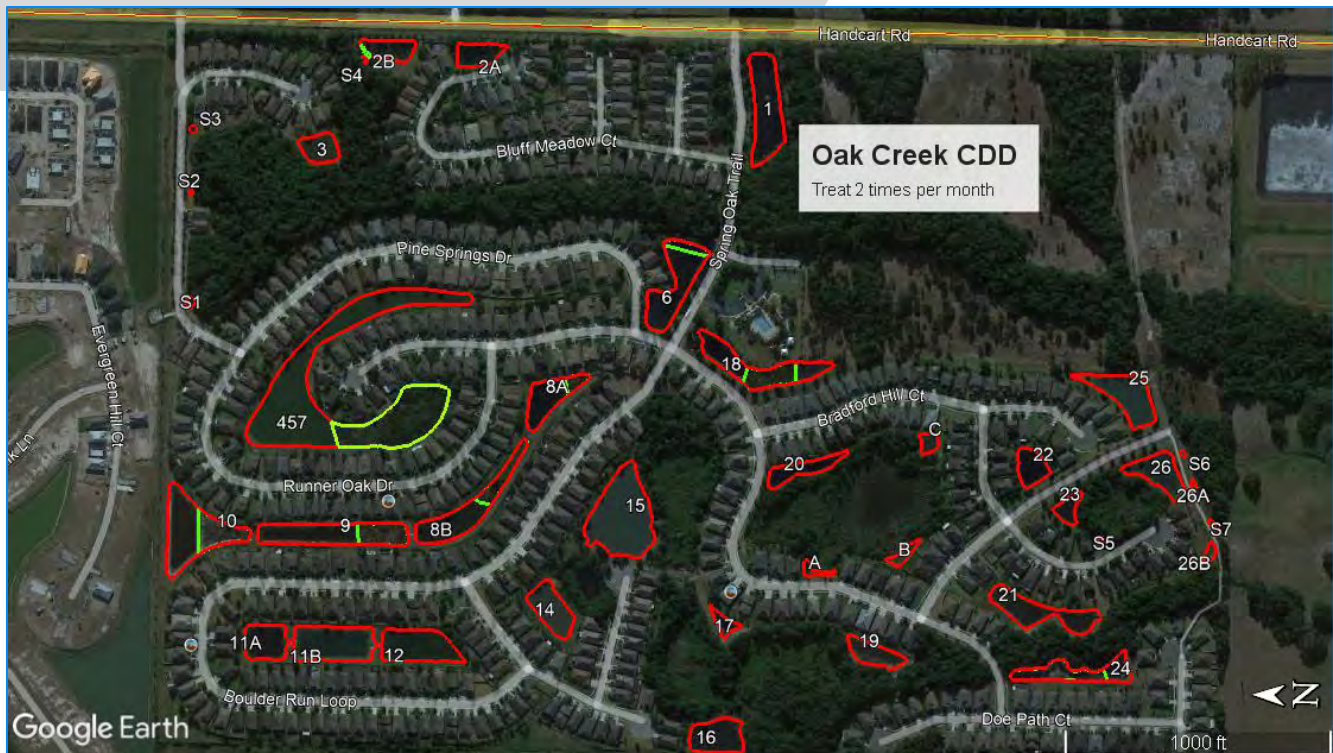 Handcart Rd
Handcart Rd
2B
2A
S4
1
S3
3
Bluff Meadow Ct
Oak Creek CDD
Treat 2 times per month
S2
Spring Oak Trail
Pine Springs Dr
6
S1
Evergreen Hill Ct
18
8A
25
457
Bradford Hill Ct
C
22
20
26
S6
Runner Oak Dr
26A
23
15
10
9
8B
S7
S5
B
A
26B
14
21
17
11A
11B
12
19
24
Boulder Run Loop
Doe Path Ct
16
N
Google Earth
1000 ft